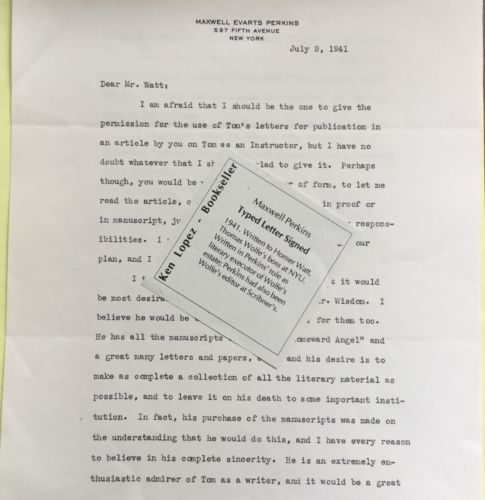 MAXWELL EVARTS PERKINS
597 FIFTH AVENUE
NEW YORK
July 9, 1941
Dear Mr. Watt:
I am afraid that I should be the one to give the
permission for the use of Tom's letters for publication in
an article by you on Tom as an Instructor, but I have no
doubt whatever that I lad to give it. Perhaps
though, you would be of form, to let me
read the article, in proof or
in manuscript, respons-
ibilities. I our
plan, and I
I it would
be most desira r. Wisdom. I
believe he would be for them too.
He has all the manuscripts omeward Angel" and
a great many letters and papers, and his desire is to
make as complete a collection of all the literary material as
possible, and to leave it on his death to some important insti-
tution. In fact, his purchase of the manuscripts was made on
the understanding that he would do this, and I have every reason
to believe in his complete sincerity. He is an extremely en-
thusiastic admirer of Tom as a writer, and it would be a great
Ken Lopez - Bookseller
Maxwell Perkins
Typed Letter Signed
1941. Written to Homer Watt,
Thomas Wolfe's boss at NYU.
Written in Perkins' role as
literary executor of Wolfe's
estate; Perkins had also been
Wolfe's editor at Scribner's.